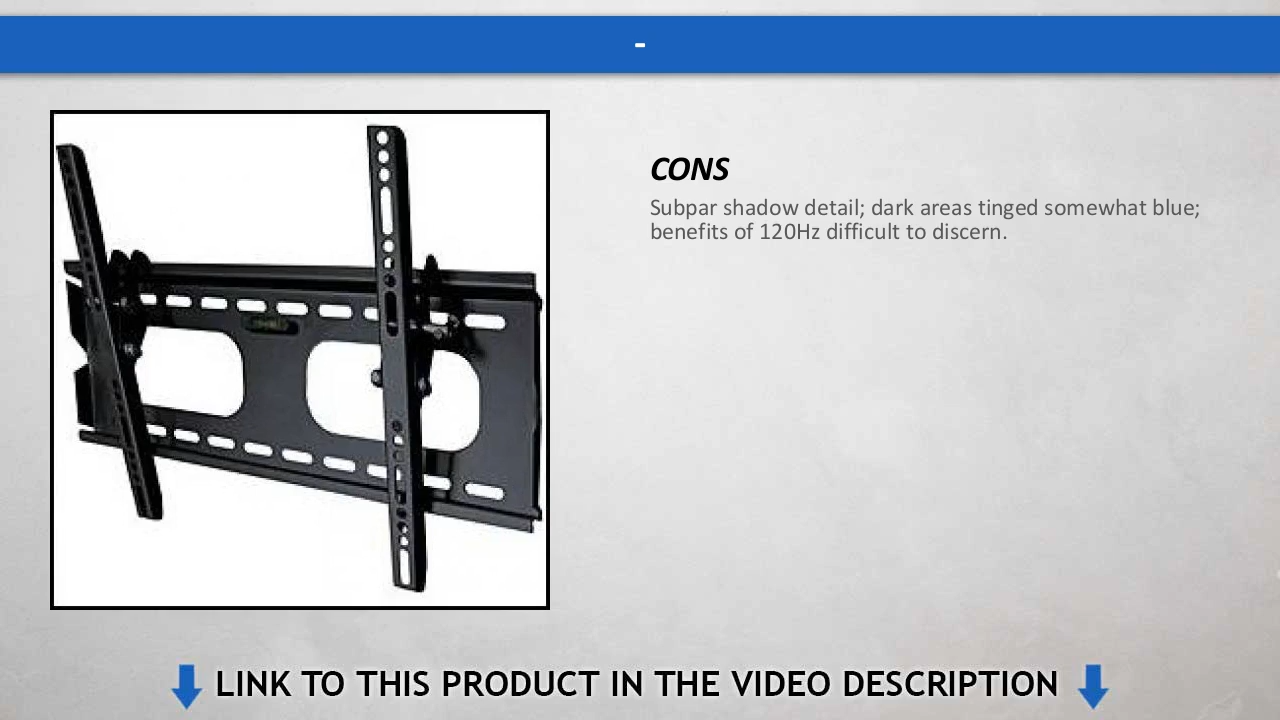 -
CONS
Subpar shadow detail; dark areas tinged somewhat blue;
benefits of 120Hz difficult to discern.
LINK TO THIS PRODUCT IN THE VIDEO DESCRIPTION